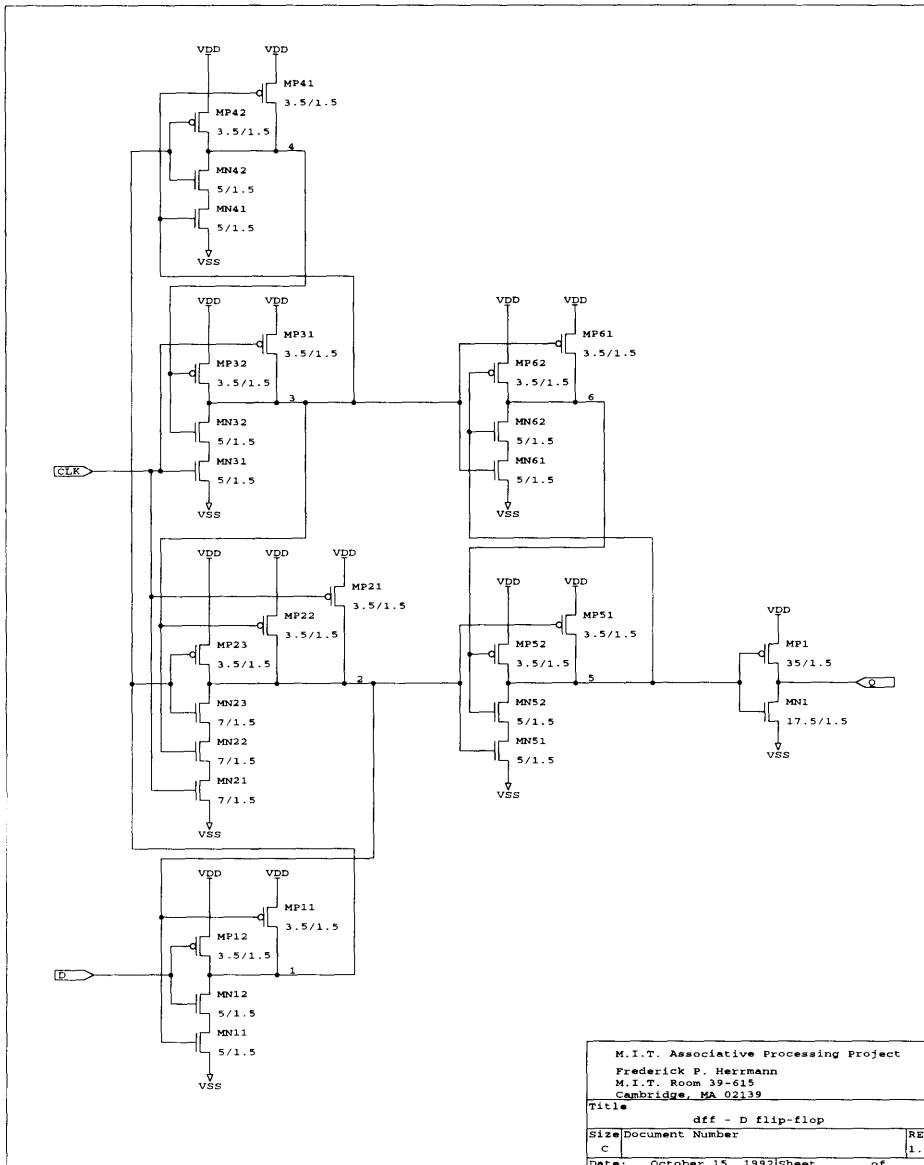 VDD
VDD
MP41
3.5/1.5
MP42
3.5/1.5
4
MN42
5/1.5
MN41
5/1.5
VSS
VDD
VDD
MP31
3.5/1.5
MP32
3.5/1.5
3
MN32
5/1.5
MN31
5/1.5
VSS
CLK
VDD
VDD
MP61
3.5/1.5
MP62
3.5/1.5
6
MN62
5/1.5
MN61
5/1.5
VSS
VDD
VDD
VDD
MP21
3.5/1.5
MP22
3.5/1.5
MP23
3.5/1.5
2
MN23
7/1.5
MN22
7/1.5
MN21
7/1.5
VSS
VDD
VDD
MP51
3.5/1.5
MP52
3.5/1.5
5
MN52
5/1.5
MN51
5/1.5
VSS
VDD
MP1
35/1.5
Q
MN1
17.5/1.5
VSS
VDD
VDD
MP11
3.5/1.5
MP12
3.5/1.5
D
1
MN12
5/1.5
MN11
5/1.5
VSS
M.I.T. Associative Processing Project
Frederick P. Herrmann
M.I.T. Room 39-615
Cambridge, MA 02139
Title
dff - D flip-flop
Size Document Number RE
C 1.
Date: October 15, 1992 Sheet of